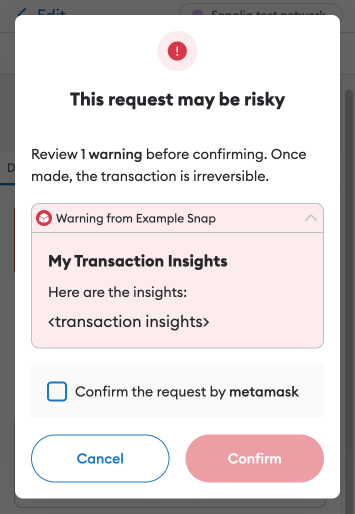 Edit
Sepolia test network
This request may be risky
Review 1 warning before confirming. Once
made, the transaction is irreversible.
Warning from Example Snap
My Transaction Insights
Here are the insights:
<transaction insights>
Confirm the request by metamask
Cancel
Confirm